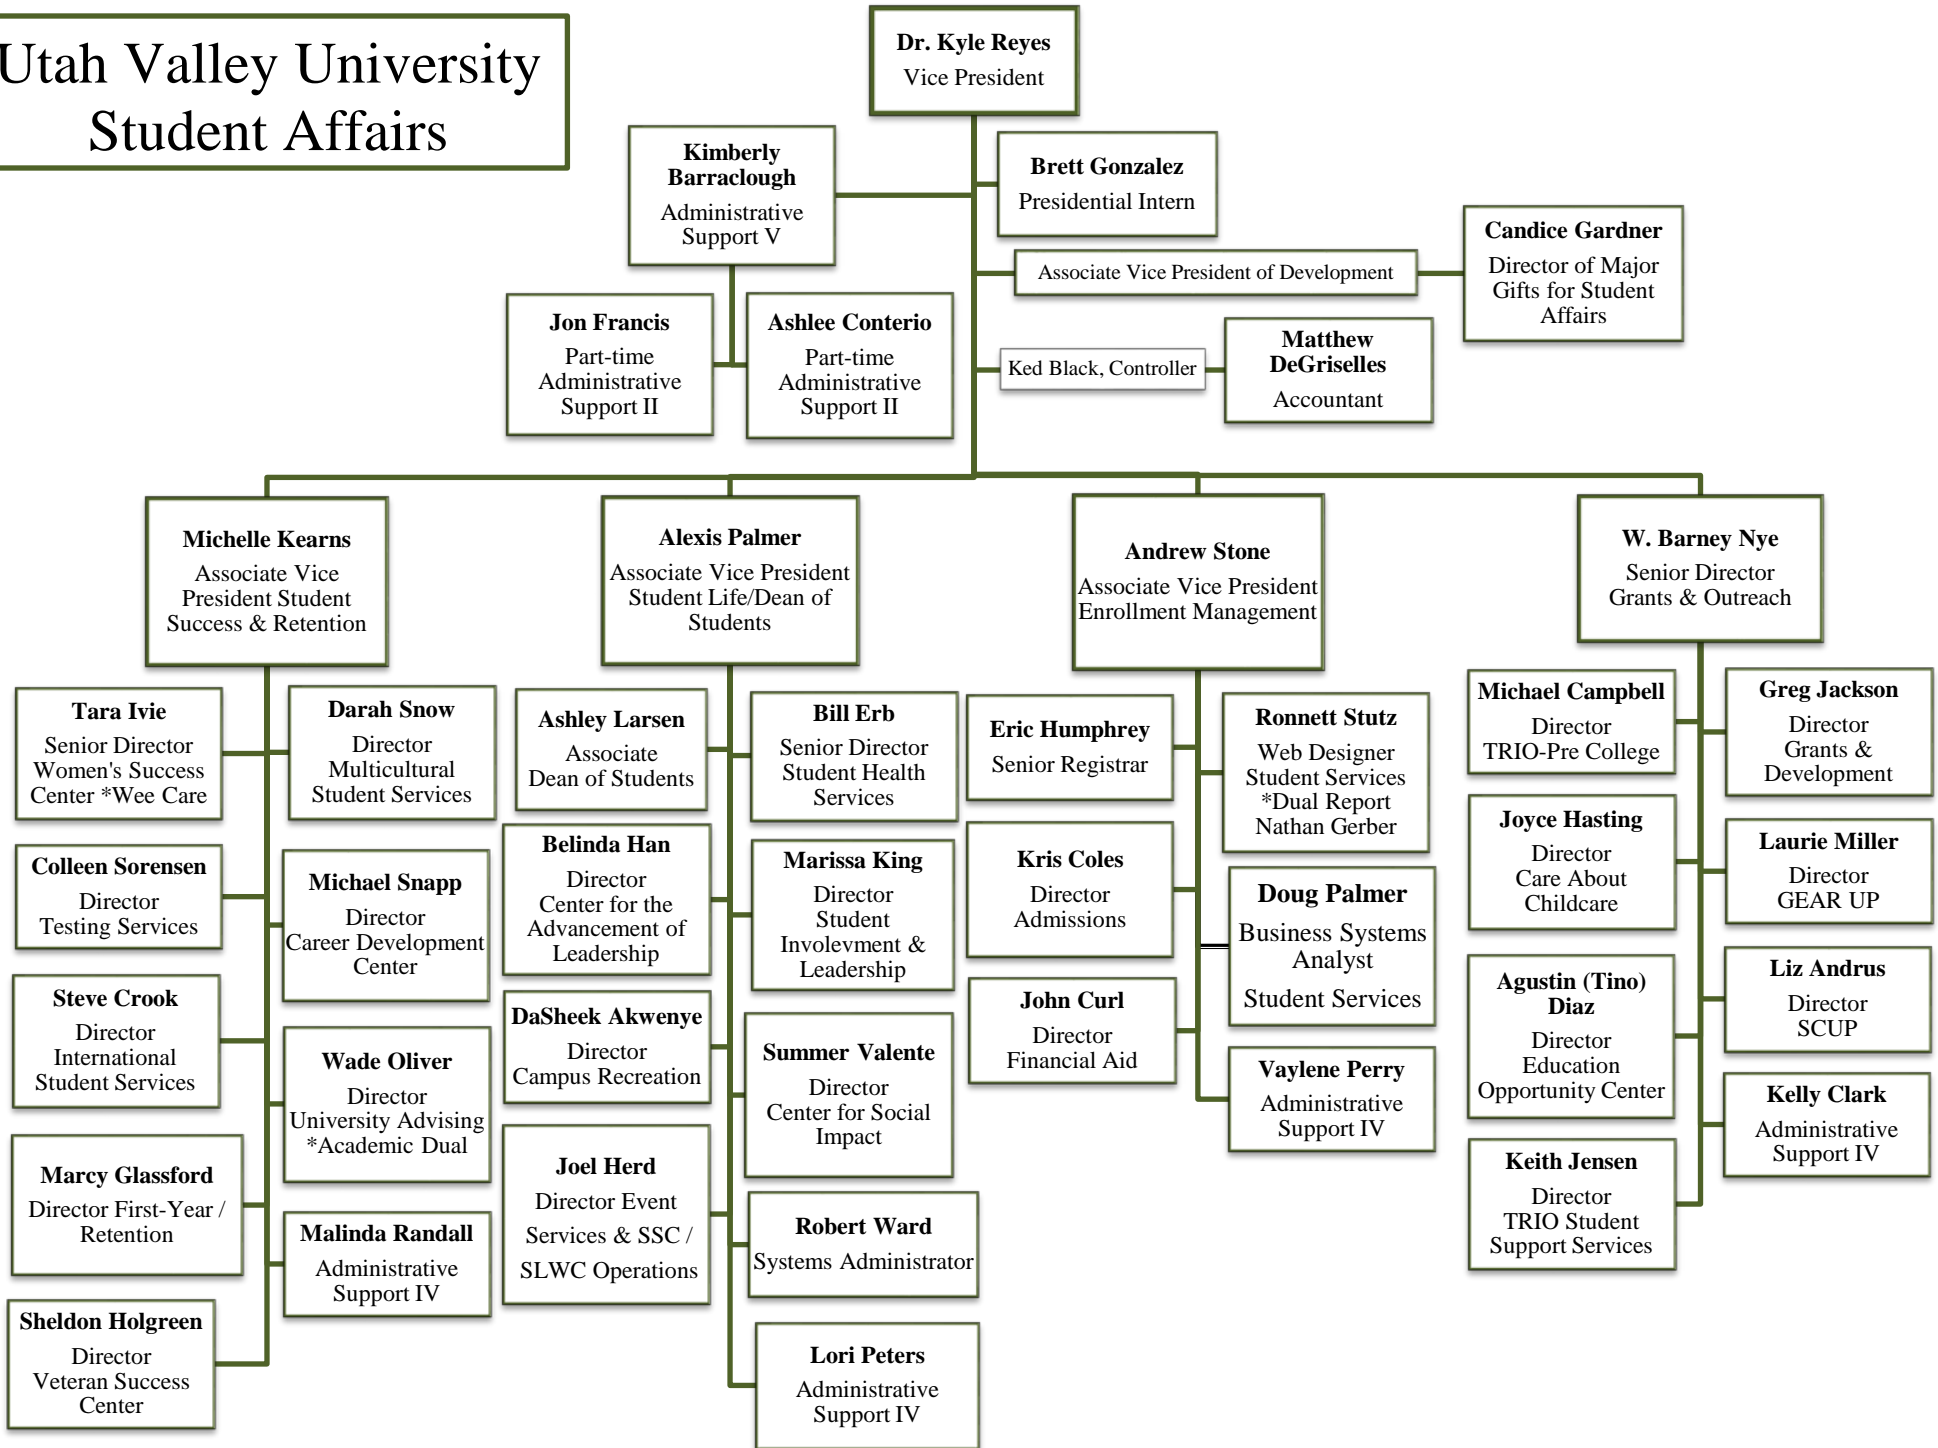 Utah Valley University
Student Affairs
Dr. Kyle Reyes
Vice President
Kimberly
Barraclough
Administrative
Support V
Brett Gonzalez
Presidential Intern
Associate Vice President of Development
Candice Gardner
Director of Major
Gifts for Student
Affairs
Jon Francis
Part-time
Administrative
Support II
Ashlee Conterio
Part-time
Administrative
Support II
Ked Black, Controller
Matthew
DeGriselles
Accountant
Michelle Kearns
Associate Vice
President Student
Success & Retention
Tara Ivie
Senior Director
Women's Success
Center *Wee Care
Darah Snow
Director
Multicultural
Student Services
Colleen Sorensen
Director
Testing Services
Michael Snapp
Director
Career Development
Center
Steve Crook
Director
International
Student Services
Wade Oliver
Director
University Advising
*Academic Dual
Marcy Glassford
Director First-Year /
Retention
Malinda Randall
Administrative
Support IV
Sheldon Holgreen
Director
Veteran Success
Center
Alexis Palmer
Associate Vice President
Student Life/Dean of
Students
Ashley Larsen
Associate
Dean of Students
Bill Erb
Senior Director
Student Health
Services
Belinda Han
Director
Center for the
Advancement of
Leadership
Marissa King
Director
Student
Involevment &
Leadership
DaSheek Akwenye
Director
Campus Recreation
Summer Valente
Director
Center for Social
Impact
Joel Herd
Director Event
Services & SSC /
SLWC Operations
Robert Ward
Systems Administrator
Lori Peters
Administrative
Support IV
Andrew Stone
Associate Vice President
Enrollment Management
Eric Humphrey
Senior Registrar
Ronnett Stutz
Web Designer
Student Services
*Dual Report
Nathan Gerber
Kris Coles
Director
Admissions
Doug Palmer
Business Systems
Analyst
Student Services
John Curl
Director
Financial Aid
Vaylene Perry
Administrative
Support IV
W. Barney Nye
Senior Director
Grants & Outreach
Michael Campbell
Director
TRIO-Pre College
Greg Jackson
Director
Grants &
Development
Joyce Hasting
Director
Care About
Childcare
Laurie Miller
Director
GEAR UP
Agustin (Tino)
Diaz
Director
Education
Opportunity Center
Liz Andrus
Director
SCUP
Keith Jensen
Director
TRIO Student
Support Services
Kelly Clark
Administrative
Support IV